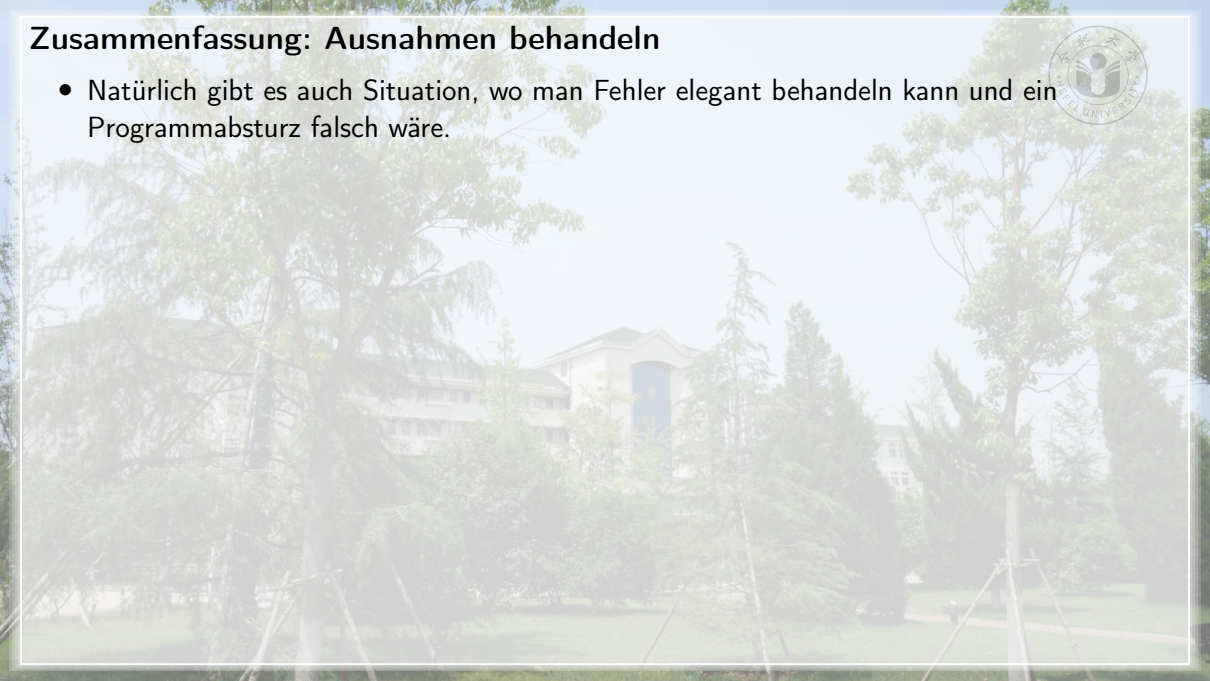 Zusammenfassung: Ausnahmen behandeln
• Natürlich gibt es auch Situation, wo man Fehler elegant behandeln kann und ein
Programmabsturz falsch wäre.